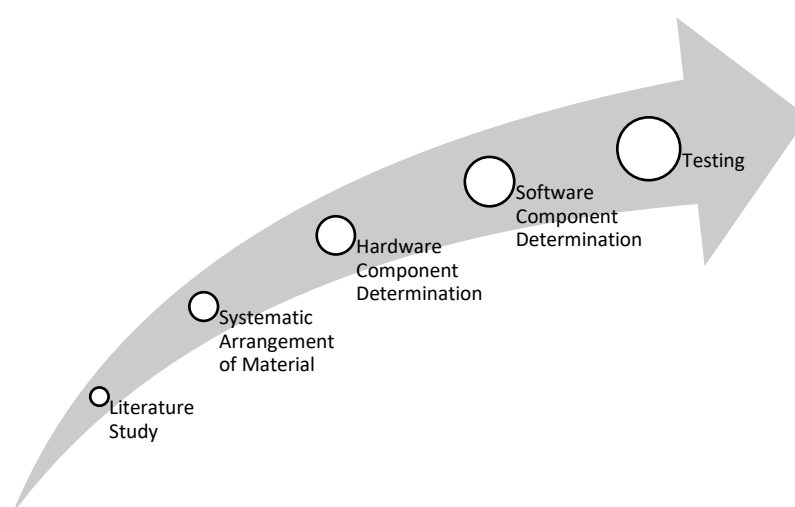 Literature
Study
Systematic
Arrangement
of Material
Hardware
Component
Determination
Software
Component
Determination
Testing